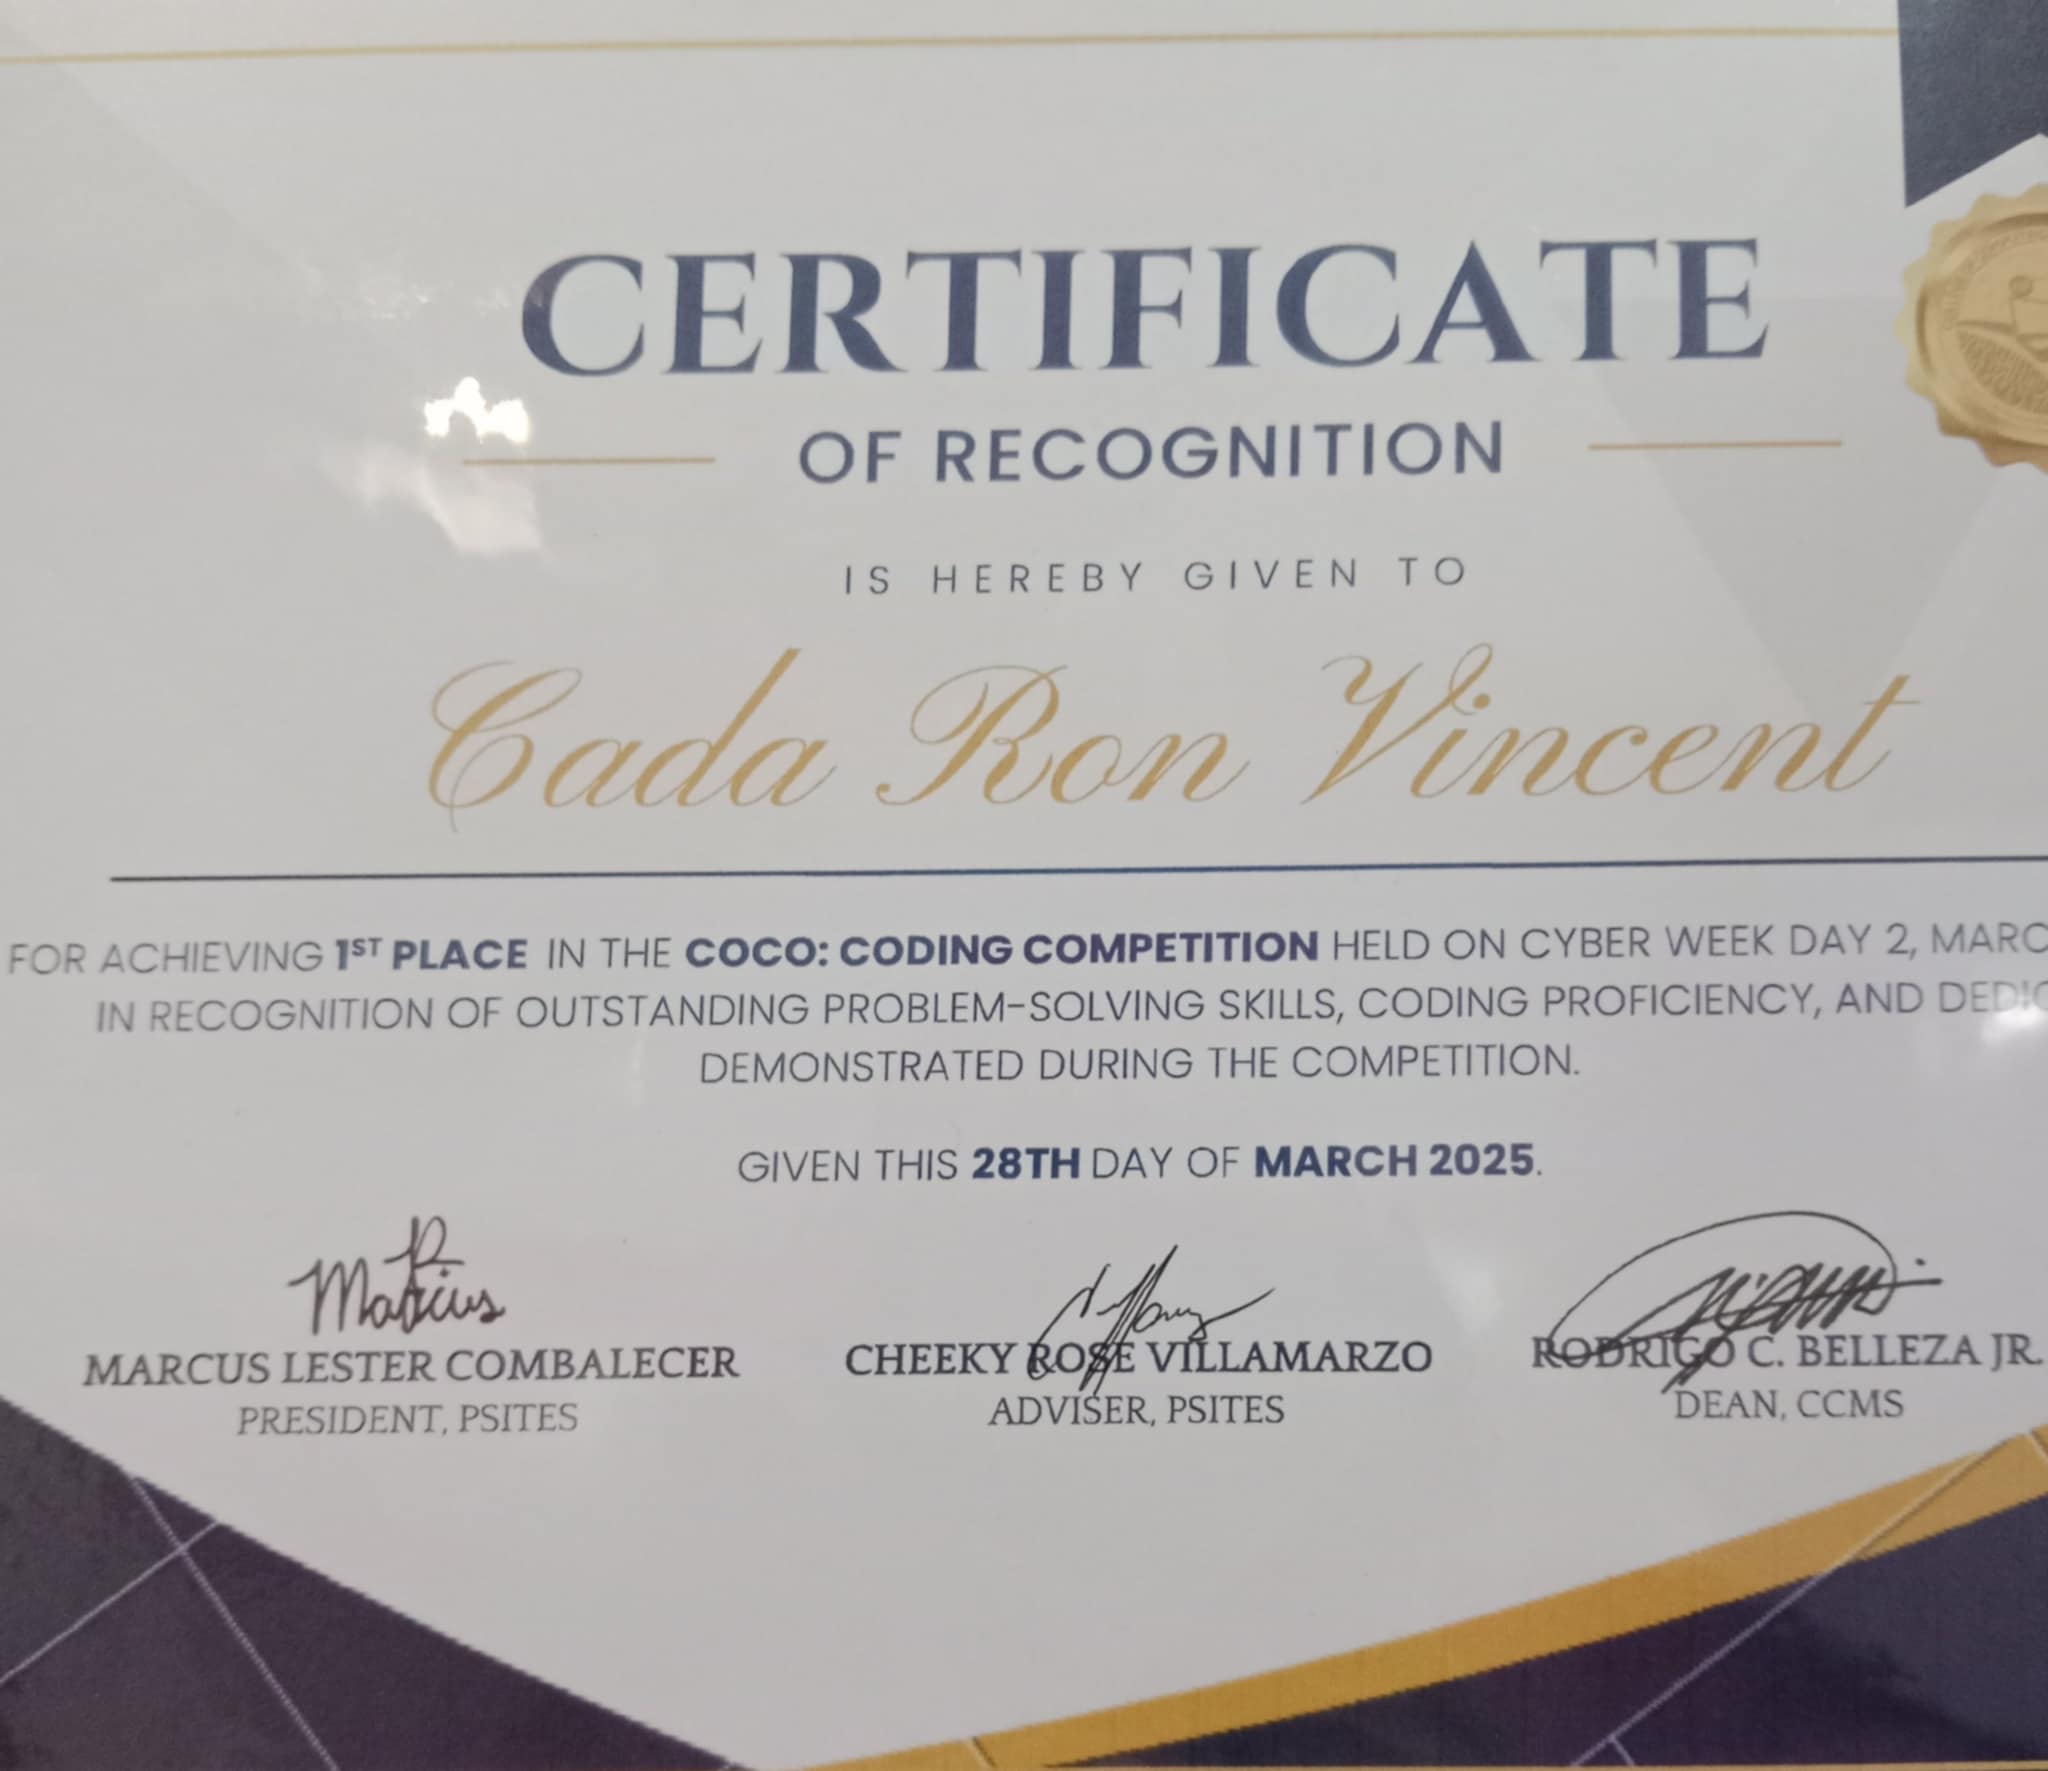 CERTIFICATE
OF RECOGNITION
IS HEREBY GIVEN TO
Cada Ron Vincent
FOR ACHIEVING 1ST PLACE IN THE COCO: CODING COMPETITION HELD ON CYBER WEEK DAY 2, MARC
IN RECOGNITION OF OUTSTANDING PROBLEM-SOLVING SKILLS, CODING PROFICIENCY, AND DEDIC
DEMONSTRATED DURING THE COMPETITION.
GIVEN THIS 28TH DAY OF MARCH 2025.
Marcius
MARCUS LESTER COMBALECER CHEEKY ROSE VILLAMARZO RODRIGO C. BELLEZA JR.
PRESIDENT, PSITES ADVISER, PSITES DEAN, CCMS